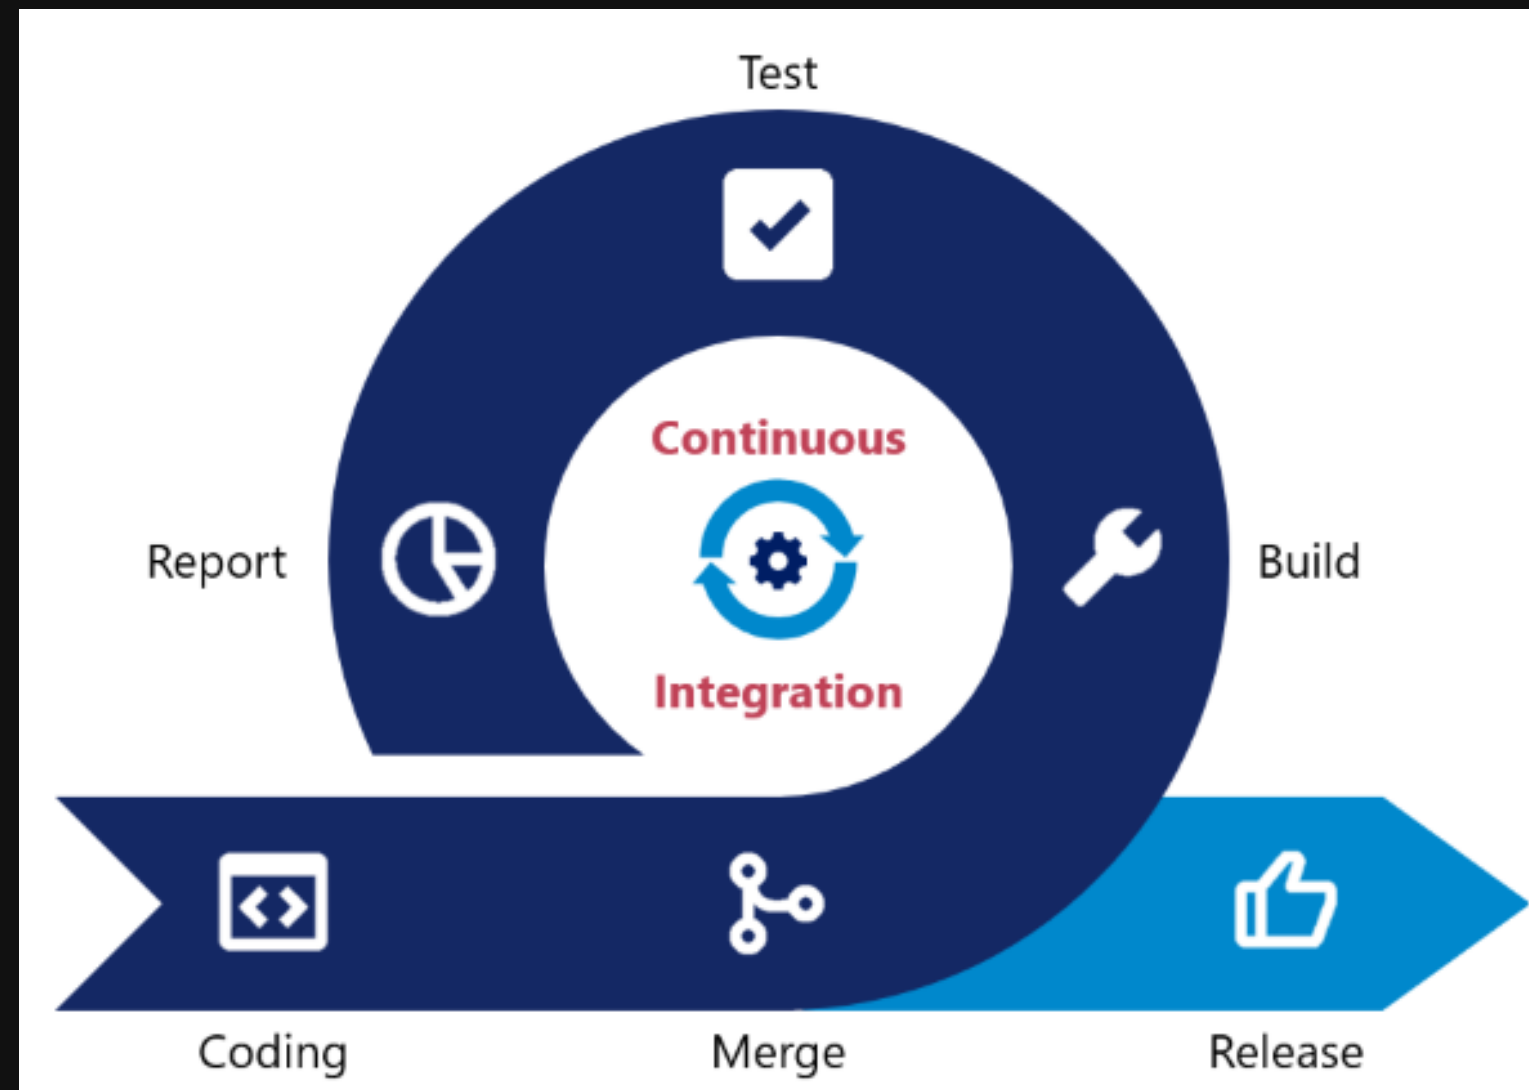 Test
Continuous
Report
Build
Integration
Coding
Merge
Release